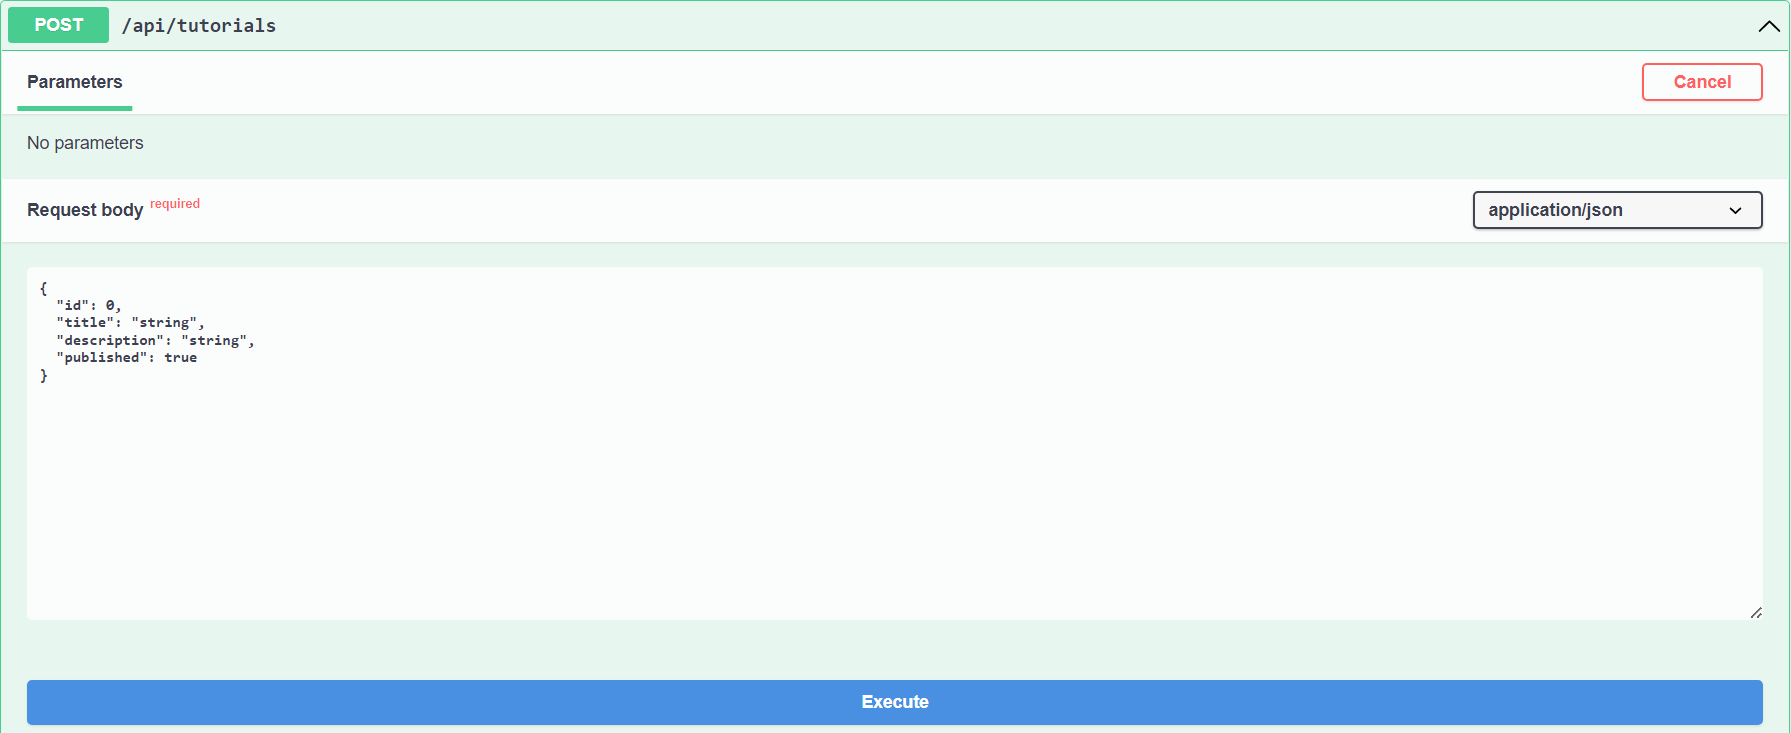 POST /api/tutorials
Parameters
Cancel
No parameters
Request body required
application/json
{
  "id": 0,
  "title": "string",
  "description": "string",
  "published": true
}
Execute